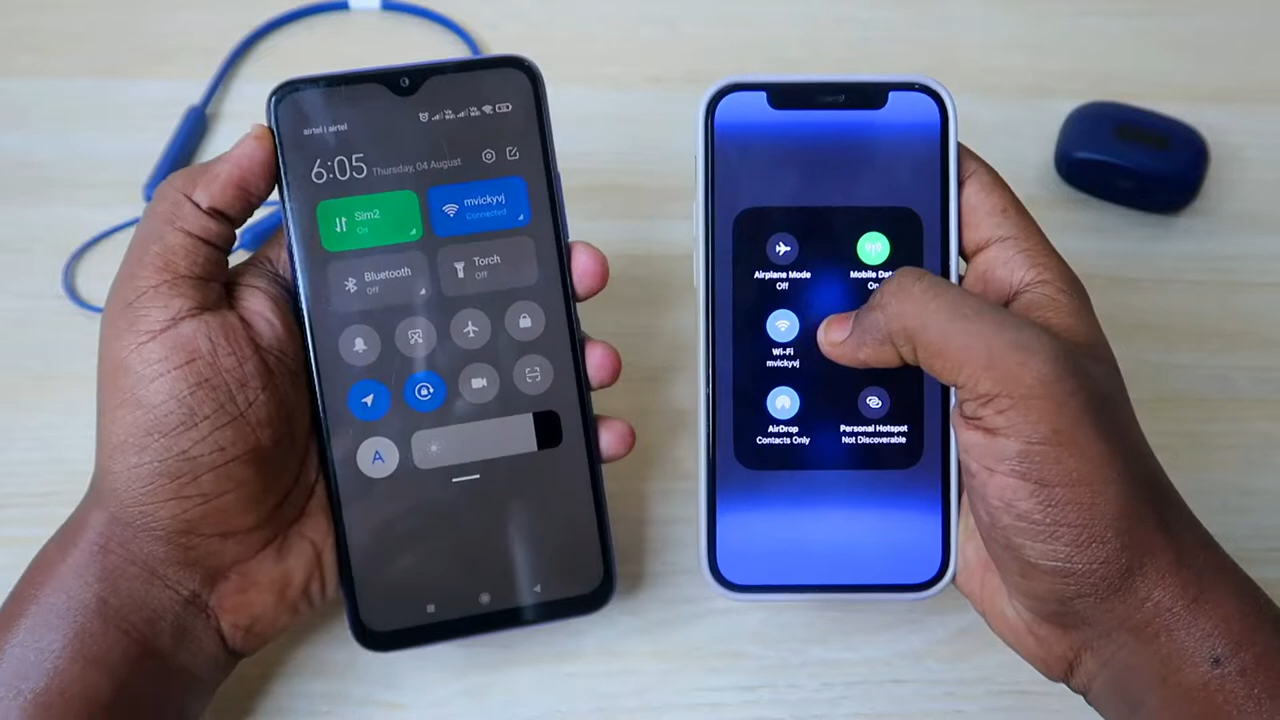 airtel | airtel
6:05 Thursday, 04 August
Sim2
On
mvickyvj
Connected
Bluetooth
Off
Torch
Off
A
Airplane Mode
Off
Mobile
On
Wi-Fi
mvickyvj
AirDrop
Contacts Only
Personal Hotspot
Not Discoverable